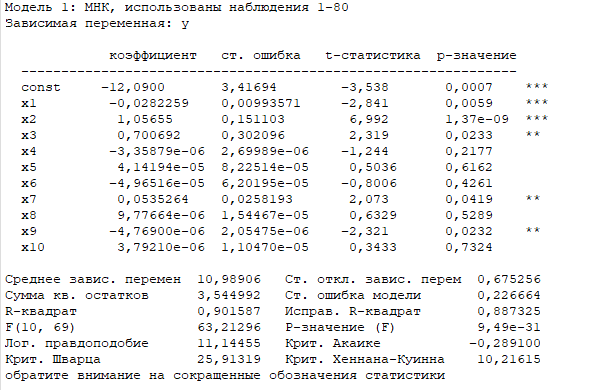 Модель 1: МНК, использованы наблюдения 1-80
Зависимая переменная: y
коэффициент ст. ошибка t-статистика p-значение
---------------------------------------------------------------
const -12,0900 3,41694 -3,538 0,0007 ***
x1 -0,0282259 0,00993571 -2,841 0,0059 ***
x2 1,05655 0,151103 6,992 1,37e-09 ***
x3 0,700692 0,302096 2,319 0,0233 **
x4 -3,35879e-06 2,69989e-06 -1,244 0,2177
x5 4,14194e-05 8,22514e-05 0,5036 0,6162
x6 -4,96516e-05 6,20195e-05 -0,8006 0,4261
x7 0,0535264 0,0258193 2,073 0,0419 **
x8 9,77664e-06 1,54467e-05 0,6329 0,5289
x9 -4,76900e-06 2,05475e-06 -2,321 0,0232 **
x10 3,79210e-06 1,10470e-05 0,3433 0,7324
Среднее завис. перемен 10,98906 Ст. откл. завис. перем 0,675256
Сумма кв. остатков 3,544992 Ст. ошибка модели 0,226664
R-квадрат 0,901587 Исправ. R-квадрат 0,887325
F(10, 69) 63,21296 Р-значение (F) 9,49e-31
Лог. правдоподобие 11,14455 Крит. Акаике -0,289100
Крит. Шварца 25,91319 Крит. Хеннана-Куинна 10,21615
обратите внимание на сокращенные обозначения статистики